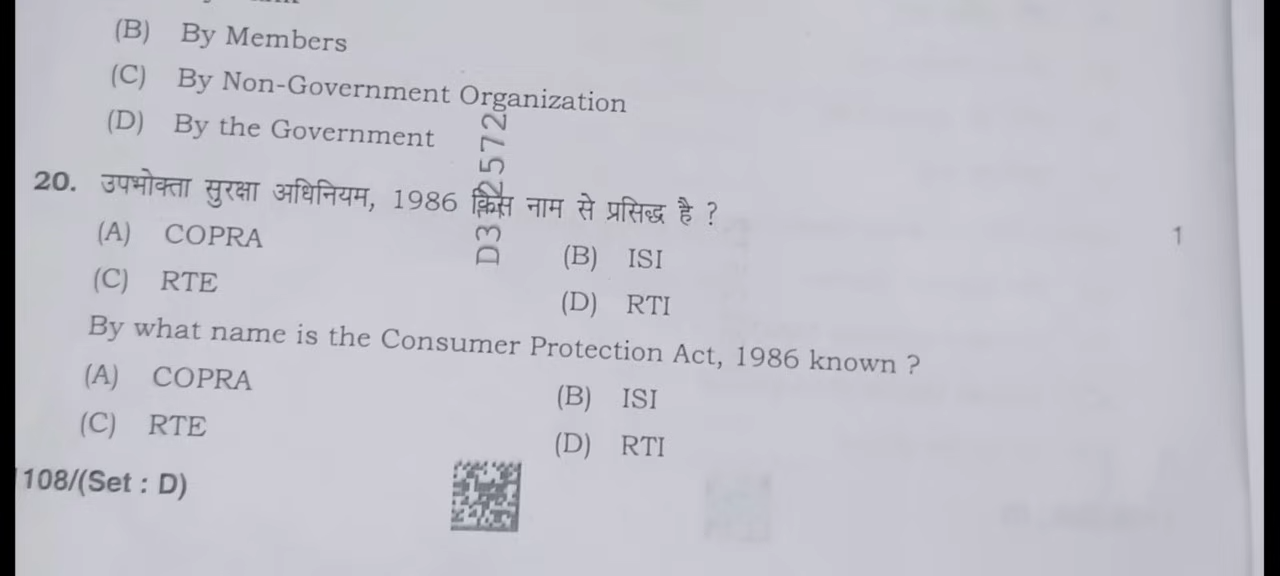 (B) By Members
(C) By Non-Government Organization
(D) By the Government
20. उपभोक्ता सुरक्षा अधिनियम, 1986 किस नाम से प्रसिद्ध है ? 1
(A) COPRA (B) ISI
(C) RTE (D) RTI
By what name is the Consumer Protection Act, 1986 known ?
(A) COPRA (B) ISI
(C) RTE (D) RTI
108/(Set : D)